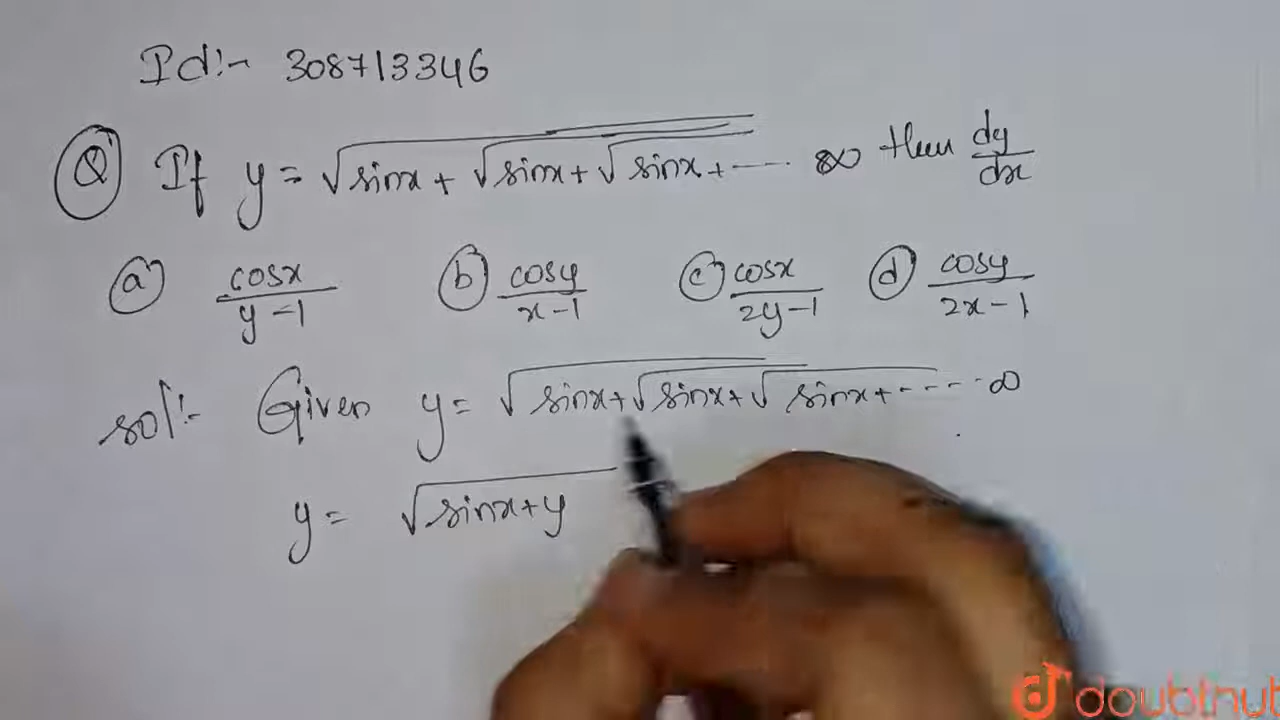 Id:- 308713346
Q If y = √sinx + √sinx + √sinx + ---- ∞ then dy/dx
a cosx/y-1 b cosy/x-1 c cosx/2y-1 d cosy/2x-1
sol:- Given y = √sinx + √sinx + √sinx + ----- ∞
y = √sinx+y
doubtnut